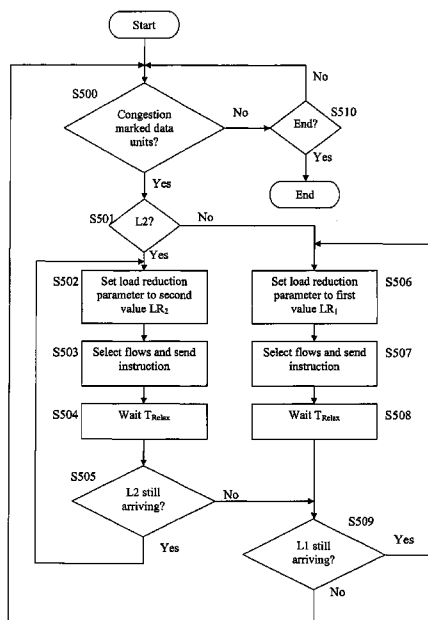 Start
No
S500
S510
Congestion
marked data
units?
No
End?
Yes
Yes
End
S501
L2?
No
Yes
S502
Set load reduction
parameter to second
value LR2
Set load reduction
parameter to first
value LR1
S506
S503
Select flows and send
instruction
Select flows and send
instruction
S507
S504
Wait TRelax
Wait TRelax
S508
S505
L2 still
arriving?
No
Yes
S509
L1 still
arriving?
Yes
No